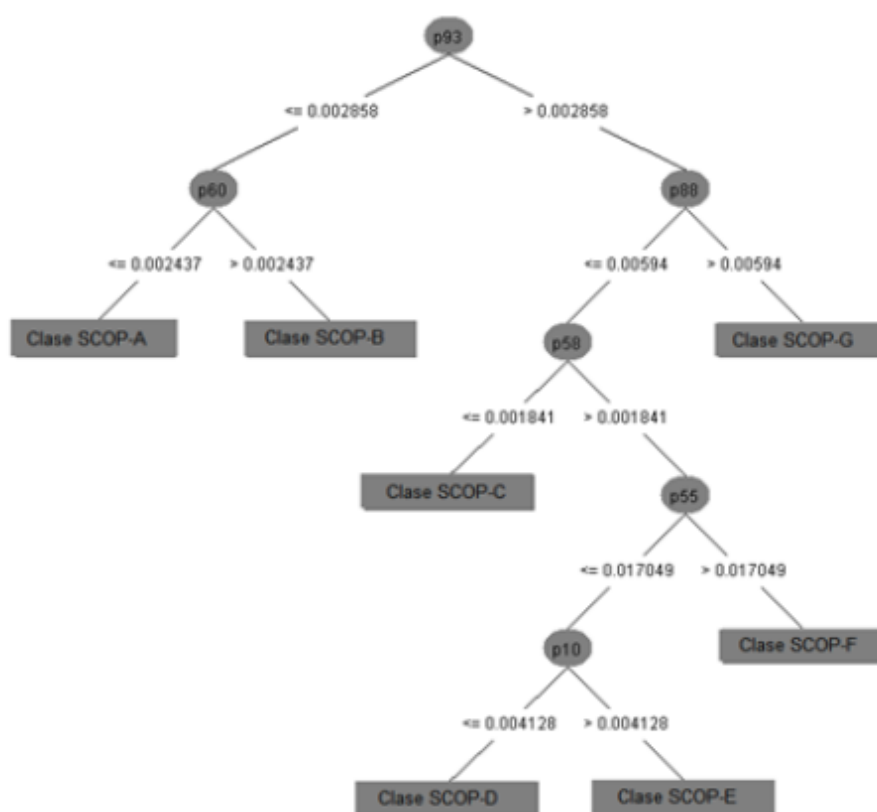 p93
<= 0.002858 > 0.002858
p60 p88
<= 0.002437 > 0.002437 <= 0.00594 > 0.00594
Clase SCOP-A Clase SCOP-B p58 Clase SCOP-G
<= 0.001841 > 0.001841
Clase SCOP-C p55
<= 0.017049 > 0.017049
p10 Clase SCOP-F
<= 0.004128 > 0.004128
Clase SCOP-D Clase SCOP-E